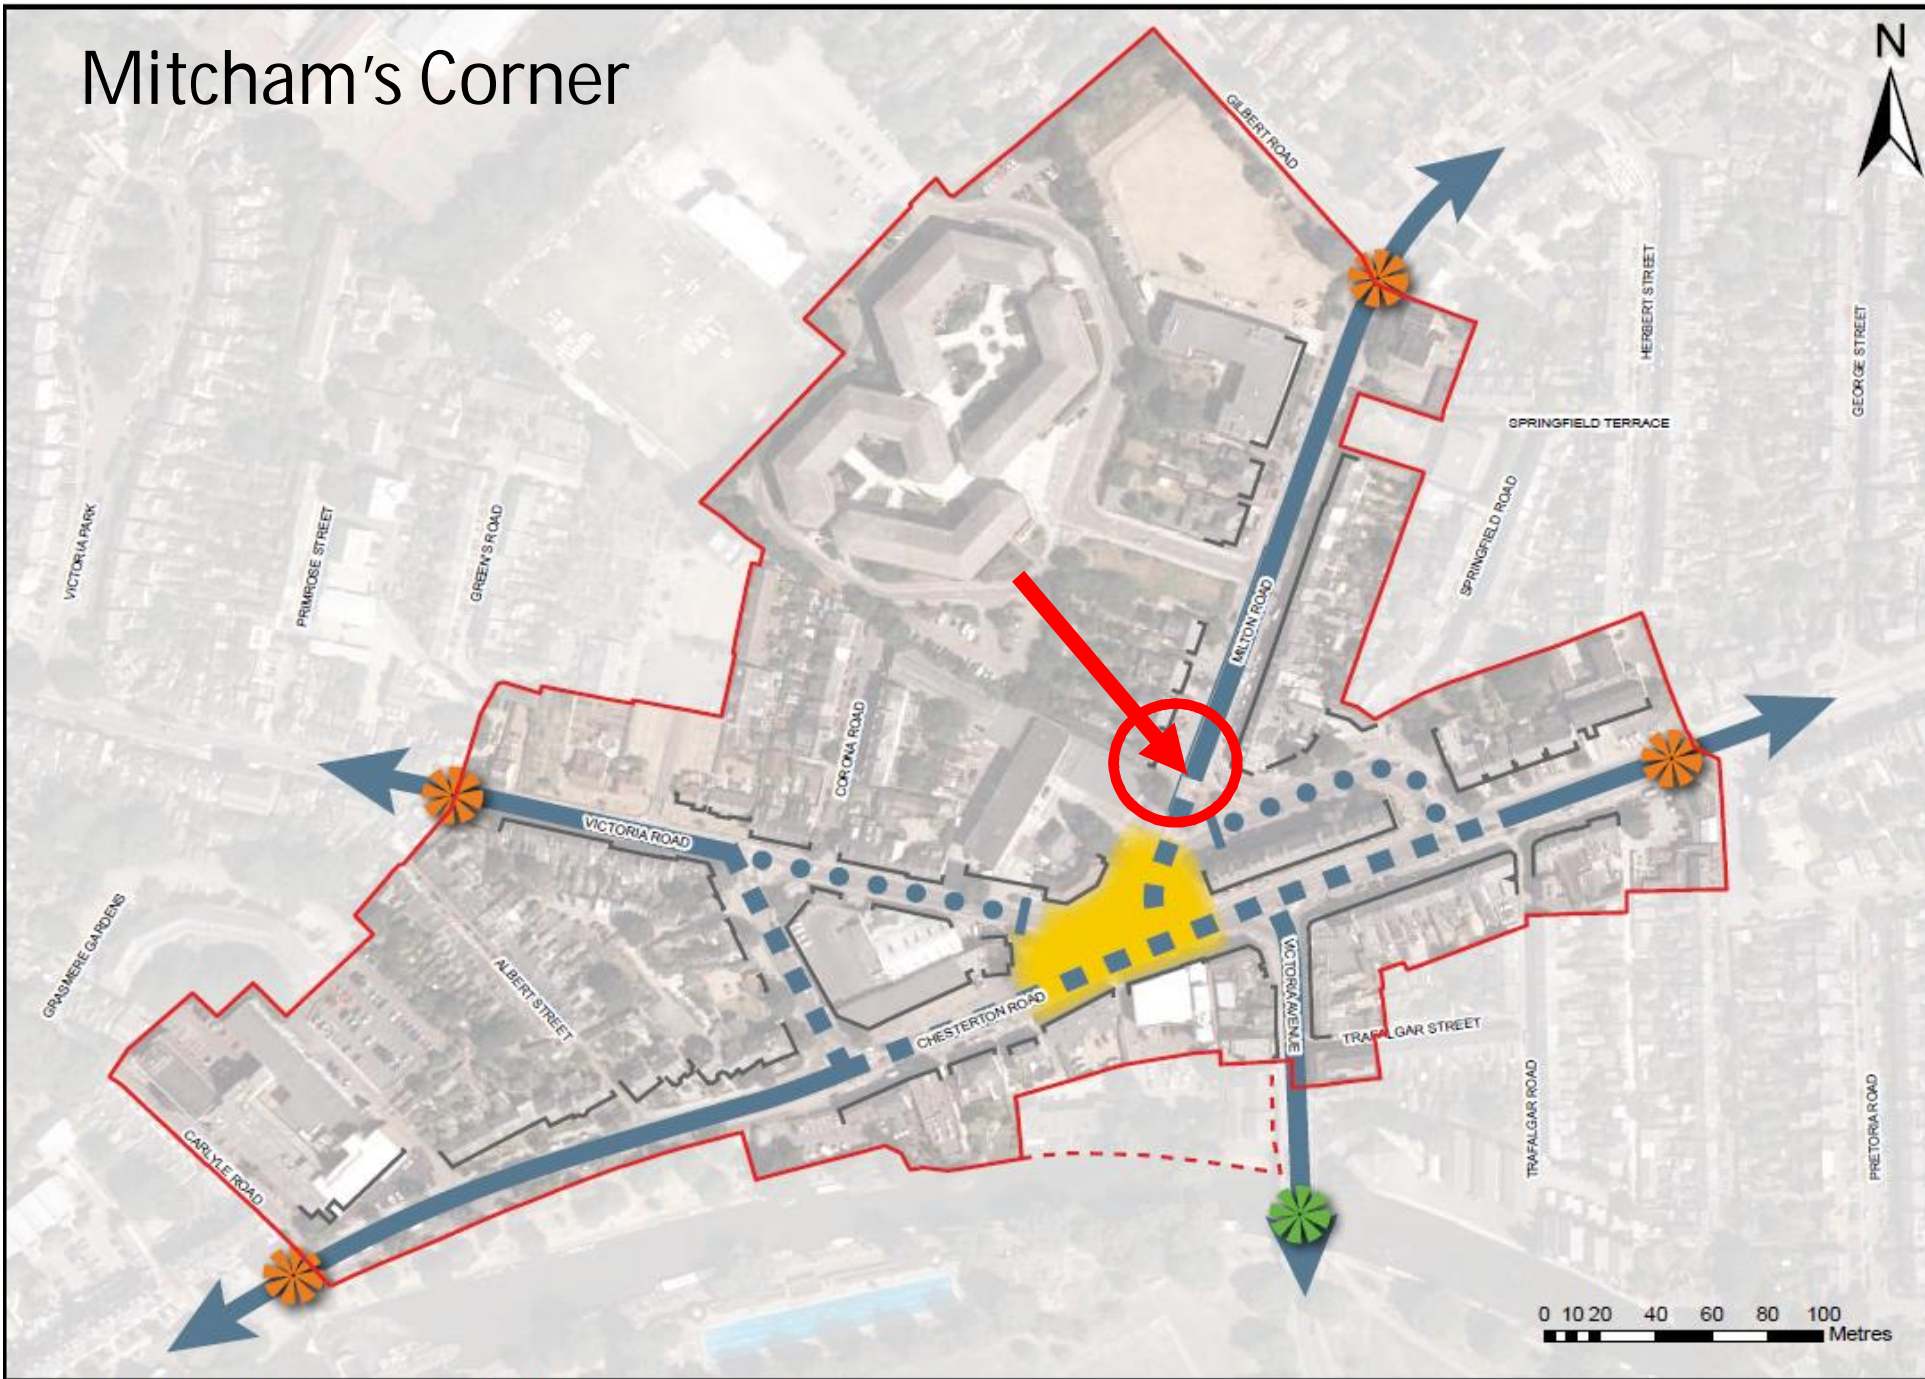 Mitcham's Corner
N
GILBERT ROAD
HERBERT STREET
GEORGE STREET
SPRINGFIELD TERRACE
SPRINGFIELD ROAD
VICTORIA PARK
PRIMROSE STREET
GREEN'S ROAD
MILTON ROAD
CORONA ROAD
VICTORIA ROAD
GRASMERE GARDENS
ALBERT STREET
CHESTERTON ROAD
VICTORIA AVENUE
TRAFALGAR STREET
TRAFALGAR ROAD
PRETORIA ROAD
CARLYLE ROAD
0 10 20 40 60 80 100
Metres